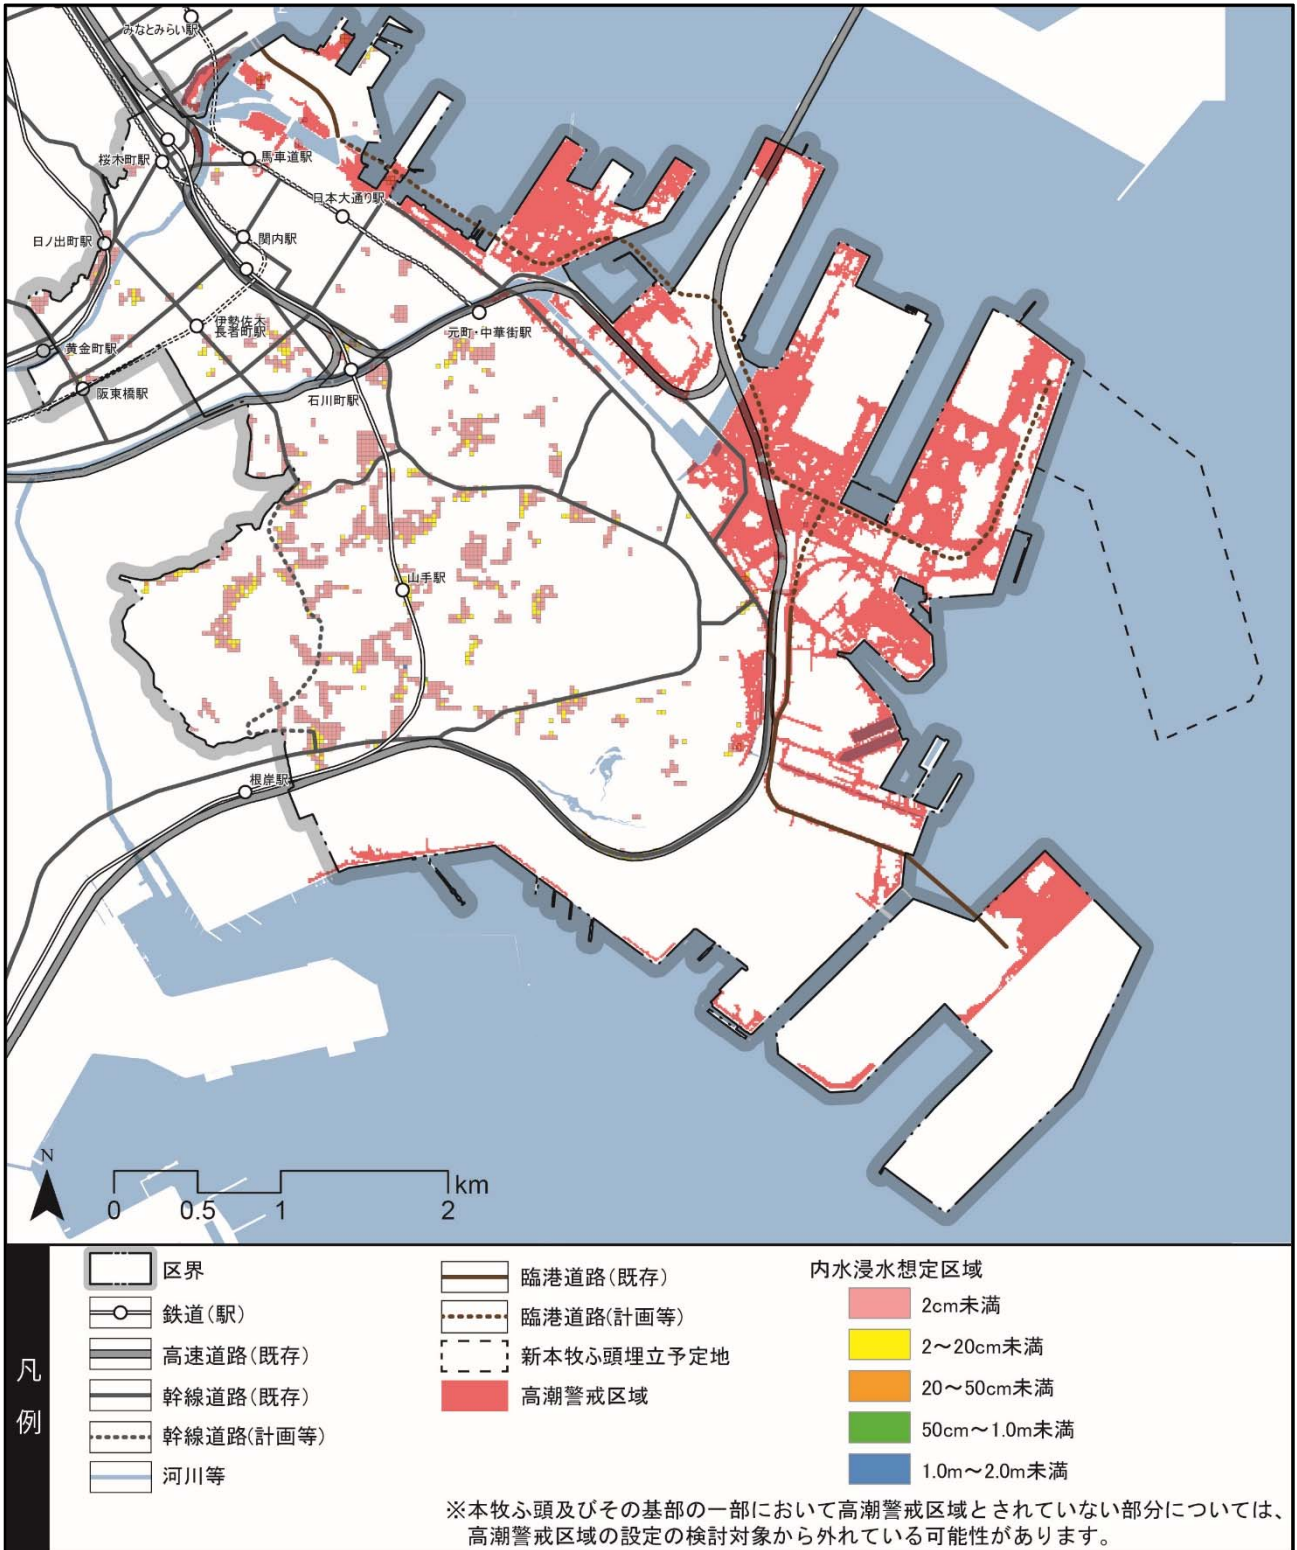 みなとみらい駅
桜木町駅
馬車道駅
日本大通り駅
日ノ出町駅
関内駅
伊勢佐木
長者町駅
元町・中華街駅
黄金町駅
阪東橋駅
石川町駅
山手駅
根岸駅
N
0 0.5 1 2 km
凡例
区界
鉄道(駅)
高速道路(既存)
幹線道路(既存)
幹線道路(計画等)
河川等
臨港道路(既存)
臨港道路(計画等)
新本牧ふ頭埋立予定地
高潮警戒区域
内水浸水想定区域
2cm未満
2～20cm未満
20～50cm未満
50cm～1.0m未満
1.0m～2.0m未満
※本牧ふ頭及びその基部の一部において高潮警戒区域とされていない部分については、
高潮警戒区域の設定の検討対象から外れている可能性があります。